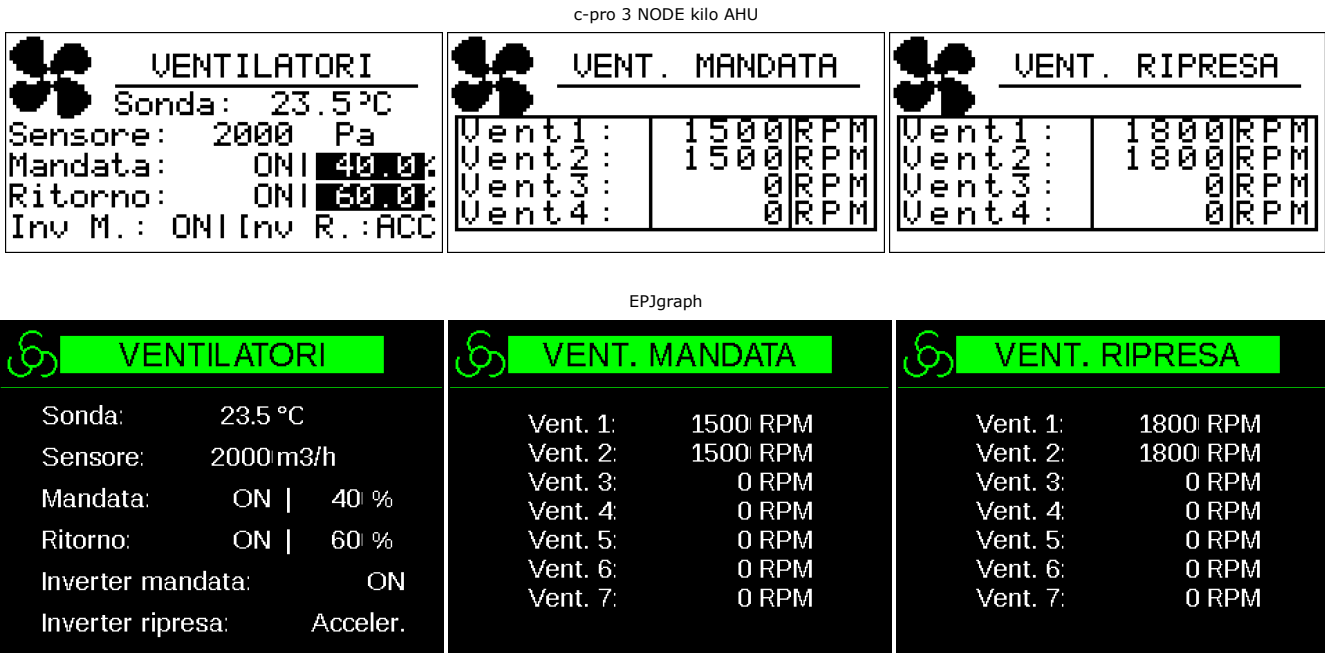 c-pro 3 NODE kilo AHU
VENTILATORI
Sonda: 23.5°C
Sensore: 2000 Pa
Mandata: ON| 40.0%
Ritorno: ON| 60.0%
Inv M.: ON|Inv R.:ACC
VENT. MANDATA
Vent1: 1500 RPM
Vent2: 1500 RPM
Vent3: 0 RPM
Vent4: 0 RPM
VENT. RIPRESA
Vent1: 1800 RPM
Vent2: 1800 RPM
Vent3: 0 RPM
Vent4: 0 RPM
EPJgraph
VENTILATORI
Sonda: 23.5 °C
Sensore: 2000 m3/h
Mandata: ON | 40 %
Ritorno: ON | 60 %
Inverter mandata: ON
Inverter ripresa: Acceler.
VENT. MANDATA
Vent. 1: 1500 RPM
Vent. 2: 1500 RPM
Vent. 3: 0 RPM
Vent. 4: 0 RPM
Vent. 5: 0 RPM
Vent. 6: 0 RPM
Vent. 7: 0 RPM
VENT. RIPRESA
Vent. 1: 1800 RPM
Vent. 2: 1800 RPM
Vent. 3: 0 RPM
Vent. 4: 0 RPM
Vent. 5: 0 RPM
Vent. 6: 0 RPM
Vent. 7: 0 RPM